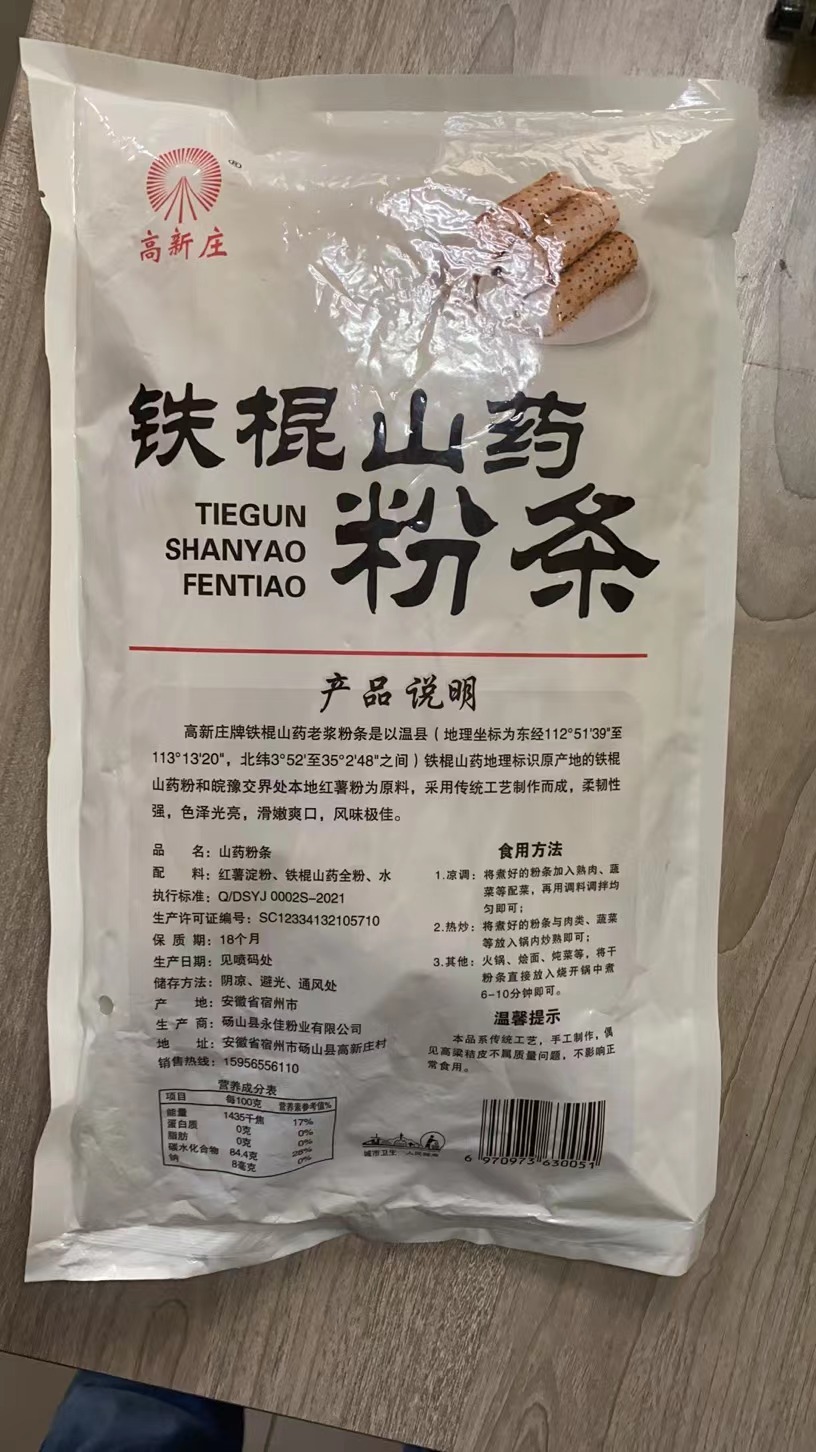 ®
高新庄
铁棍山药
粉条
TIEGUN
SHANYAO
FENTIAO
产品说明
高新庄牌铁棍山药老浆粉条是以温县（地理坐标为东经112°51'39"至
113°13'20"，北纬3°52'至35°2'48"之间）铁棍山药地理标识原产地的铁棍
山药粉和皖豫交界处本地红薯粉为原料，采用传统工艺制作而成，柔韧性
强，色泽光亮，滑嫩爽口，风味极佳。
品 名：山药粉条
配 料：红薯淀粉、铁棍山药全粉、水
执行标准：Q/DSYJ 0002S-2021
生产许可证编号：SC12334132105710
保 质 期：18个月
生产日期：见喷码处
储存方法：阴凉、避光、通风处
产 地：安徽省宿州市
生 产 商：砀山县永佳粉业有限公司
地 址：安徽省宿州市砀山县高新庄村
销售热线：15956556110
食用方法
1.凉调：将煮好的粉条加入熟肉、蔬
菜等配菜，再用调料调拌均
匀即可；
2.热炒：将煮好的粉条与肉类、蔬菜
等放入锅内炒熟即可；
3.其他：火锅、烩面、炖菜等，将干
粉条直接放入烧开锅中煮
6-10分钟即可。
温馨提示
本品系传统工艺，手工制作，偶
见高粱秸皮不属质量问题，不影响正
常食用。
营养成分表
项目 每100克 营养素参考值%
能量 1435千焦 17%
蛋白质 0克 0%
脂肪 0克 0%
碳水化合物 84.4克 28%
钠 8毫克 0%
城市卫生
6 970973 630051